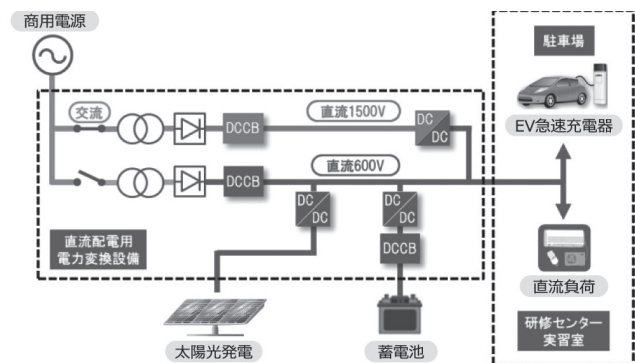 商用電源
交流
DCCB
直流1500V
DC
DC
DCCB
直流600V
DC
DC
DC
DC
DCCB
直流配電用
電力変換設備
太陽光発電
蓄電池
駐車場
EV急速充電器
直流負荷
研修センター
実習室